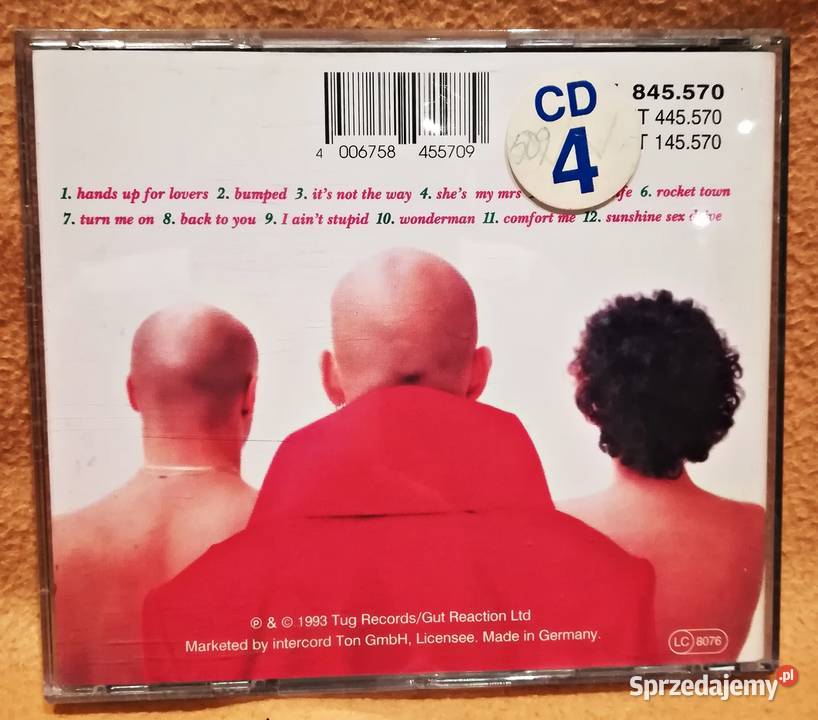 845.570
T 445.570
T 145.570
CD
4
509
4 006758 455709
1. hands up for lovers 2. bumped 3. it's not the way 4. she's my mrs 6. rocket town
7. turn me on 8. back to you 9. I ain't stupid 10. wonderman 11. comfort me 12. sunshine sex drive
℗ & © 1993 Tug Records/Gut Reaction Ltd
Marketed by intercord Ton GmbH, Licensee. Made in Germany.
LC 8076
Sprzedajemy.pl